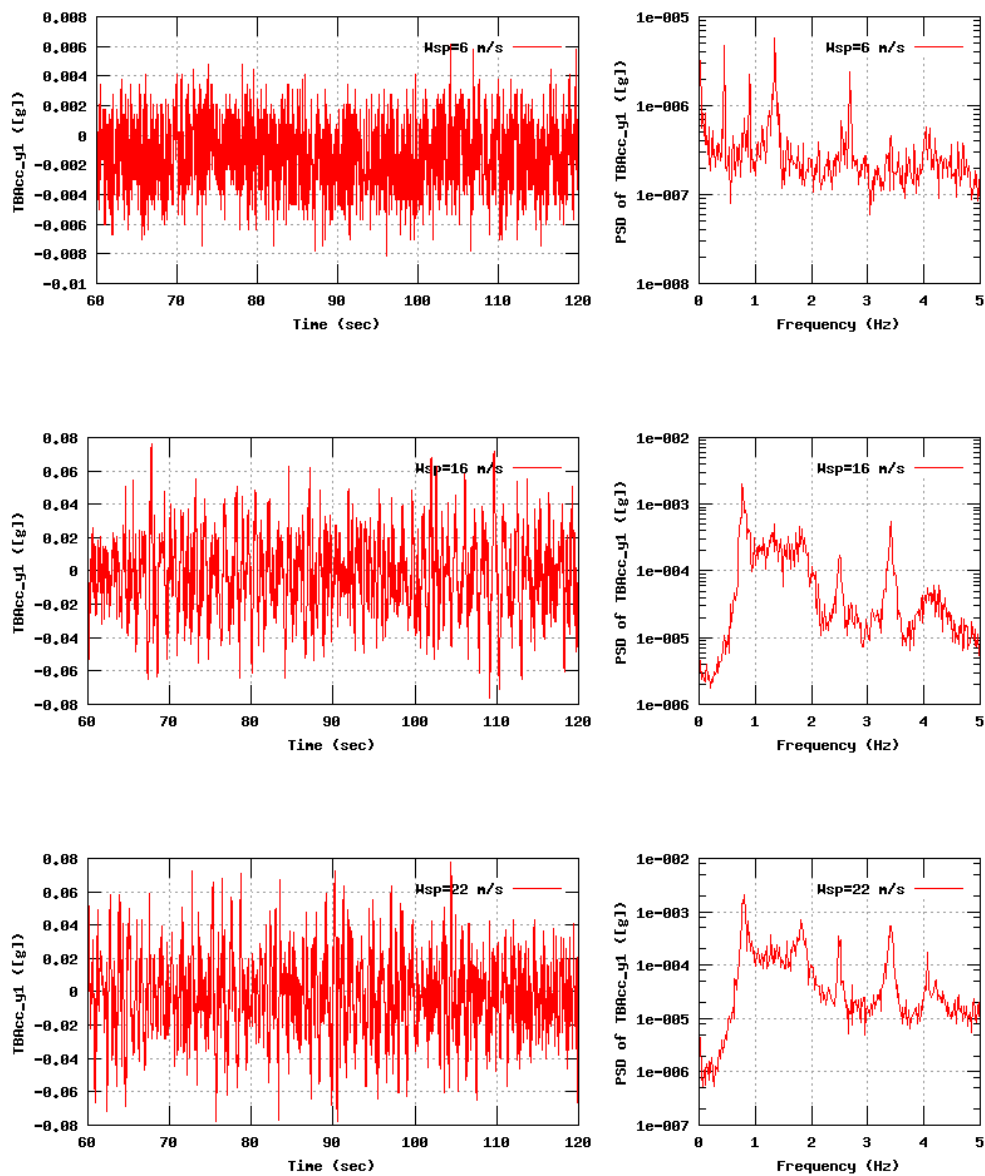 0.008
0.006
0.004
0.002
0
-0.002
-0.004
-0.006
-0.008
-0.01
TBAcc_y1 ([g])
Wsp=6 m/s
60 70 80 90 100 110 120
Time (sec)
1e-005
1e-006
1e-007
1e-008
PSD of TBAcc_y1 ([g])
Wsp=6 m/s
0 1 2 3 4 5
Frequency (Hz)
0.08
0.06
0.04
0.02
0
-0.02
-0.04
-0.06
-0.08
TBAcc_y1 ([g])
Wsp=16 m/s
60 70 80 90 100 110 120
Time (sec)
1e-002
1e-003
1e-004
1e-005
1e-006
PSD of TBAcc_y1 ([g])
Wsp=16 m/s
0 1 2 3 4 5
Frequency (Hz)
0.08
0.06
0.04
0.02
0
-0.02
-0.04
-0.06
-0.08
TBAcc_y1 ([g])
Wsp=22 m/s
60 70 80 90 100 110 120
Time (sec)
1e-002
1e-003
1e-004
1e-005
1e-006
1e-007
PSD of TBAcc_y1 ([g])
Wsp=22 m/s
0 1 2 3 4 5
Frequency (Hz)